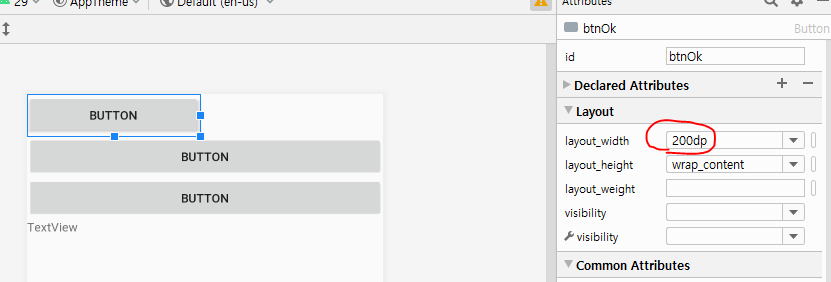 29
AppTheme
Default (en-us)
Attributes
btnOk
Button
id
btnOk
Declared Attributes
Layout
layout_width
200dp
layout_height
wrap_content
layout_weight
visibility
visibility
Common Attributes
BUTTON
BUTTON
BUTTON
TextView